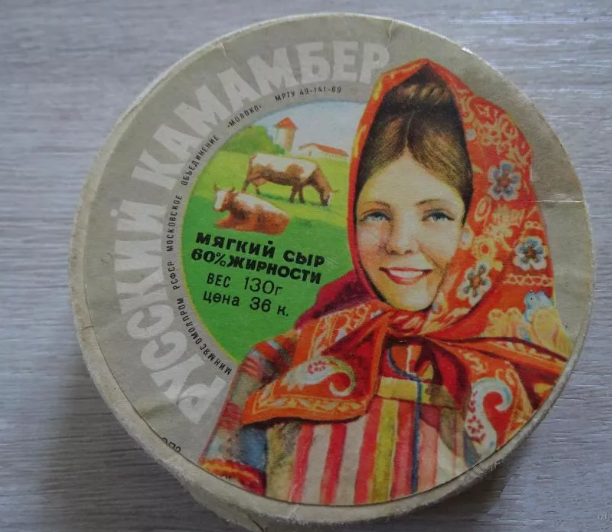 РУССКИЙ КАМАМБЕР
МИНМЯСОМОЛПРОМ РСФСР МОСКОВСКОЕ ОБЪЕДИНЕНИЕ «МОЛОКО» МРТУ 49-141-69
МЯГКИЙ СЫР
60% ЖИРНОСТИ
ВЕС 130г
цена 36 к.